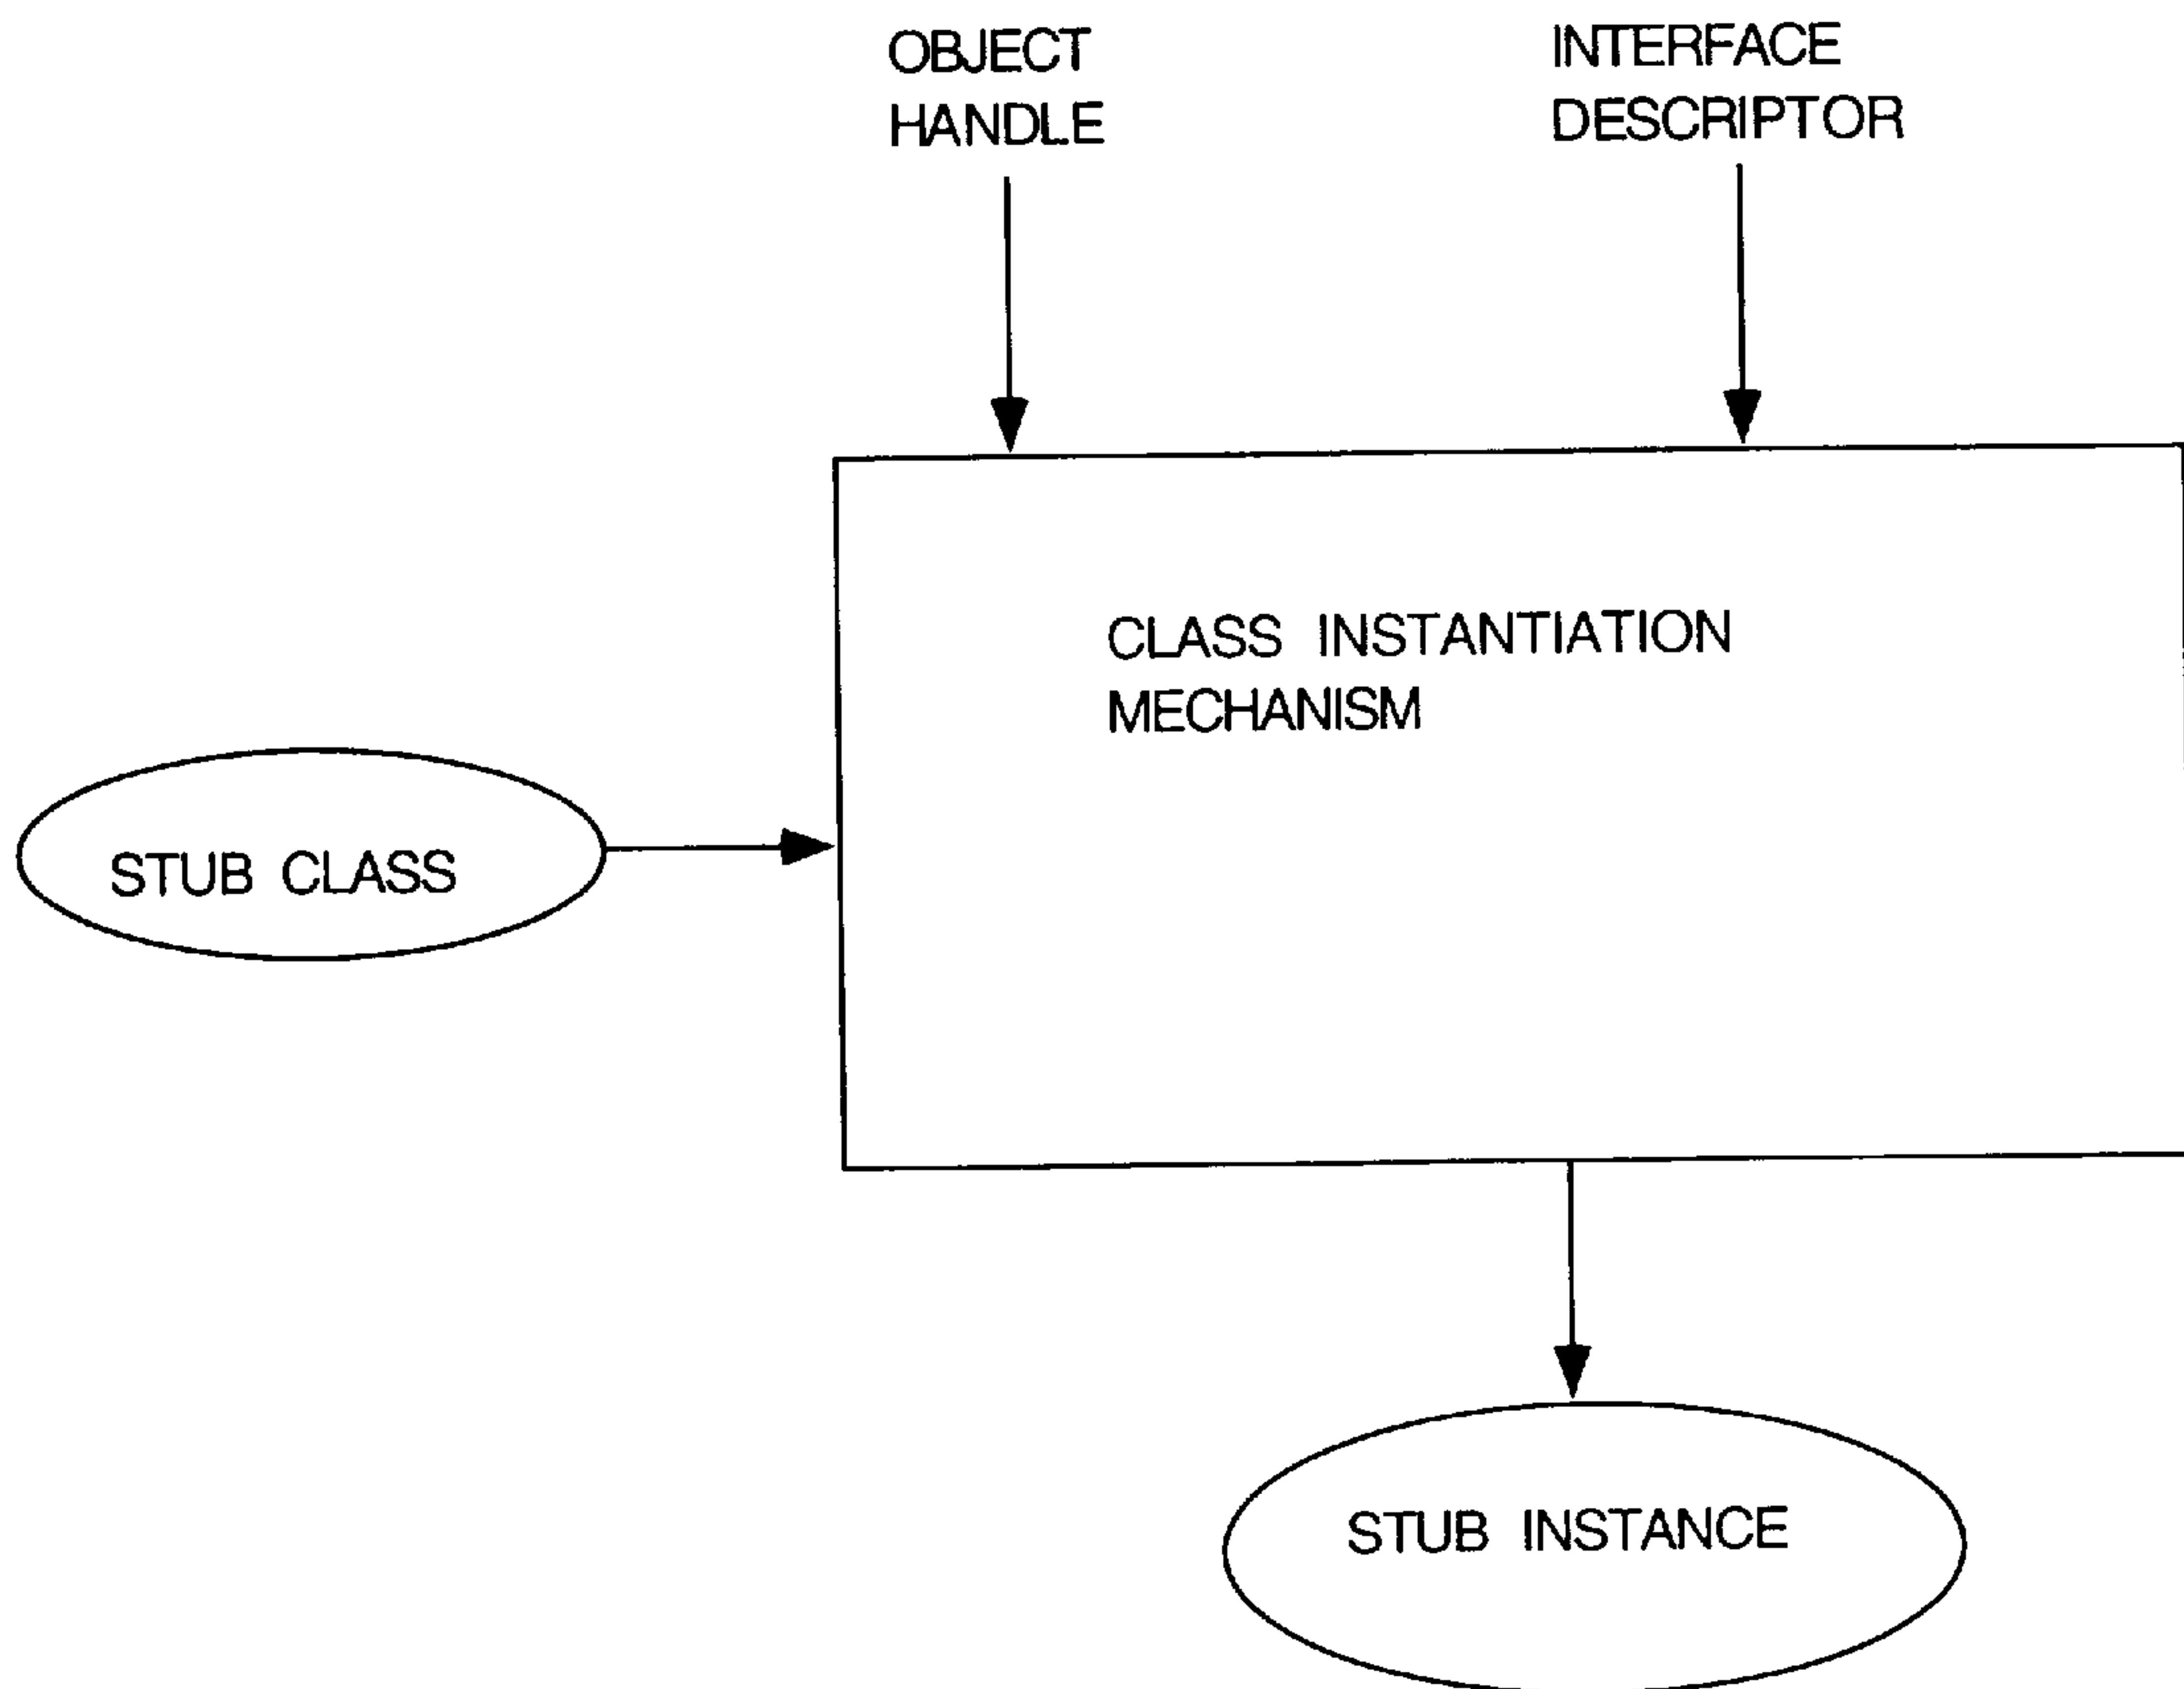 OBJECT
HANDLE
INTERFACE
DESCRIPTOR
CLASS INSTANTIATION
MECHANISM
STUB CLASS
STUB INSTANCE